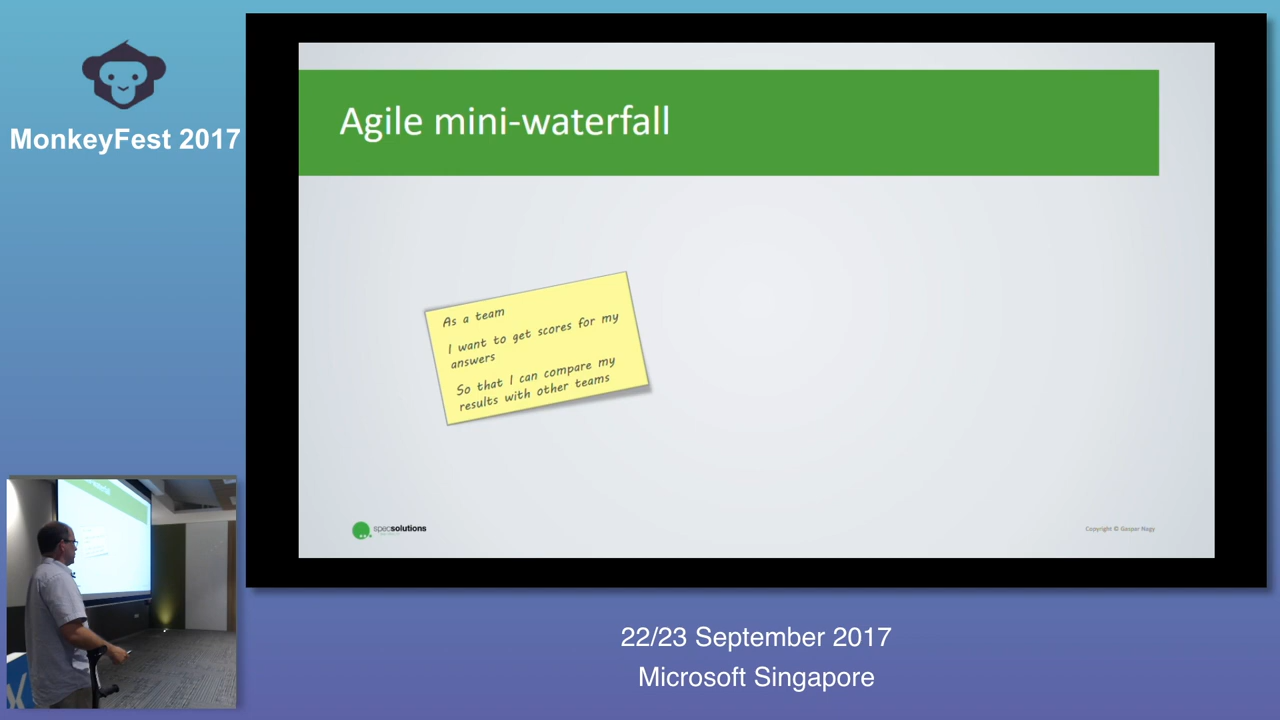 MonkeyFest 2017
Agile mini-waterfall
As a team
I want to get scores for my
answers
So that I can compare my
results with other teams
specsolutions
Copyright © Gaspar Nagy
22/23 September 2017
Microsoft Singapore